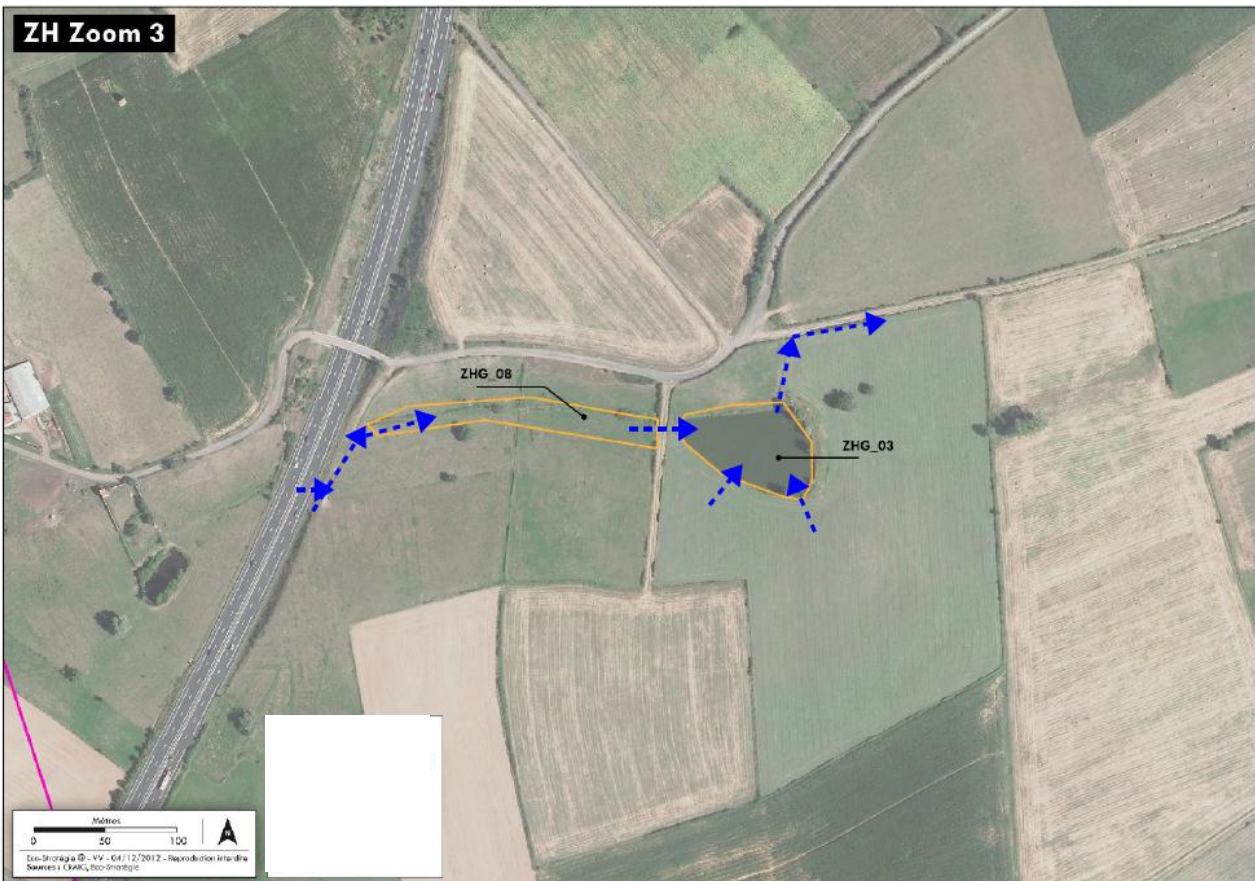 ZH Zoom 3
ZHG_08
ZHG_03
Mètres
0 50 100
N
Eco-Stratégie © - VV - 04/12/2012 - Reproduction interdite
Sources : CRAIG, Eco-Stratégie